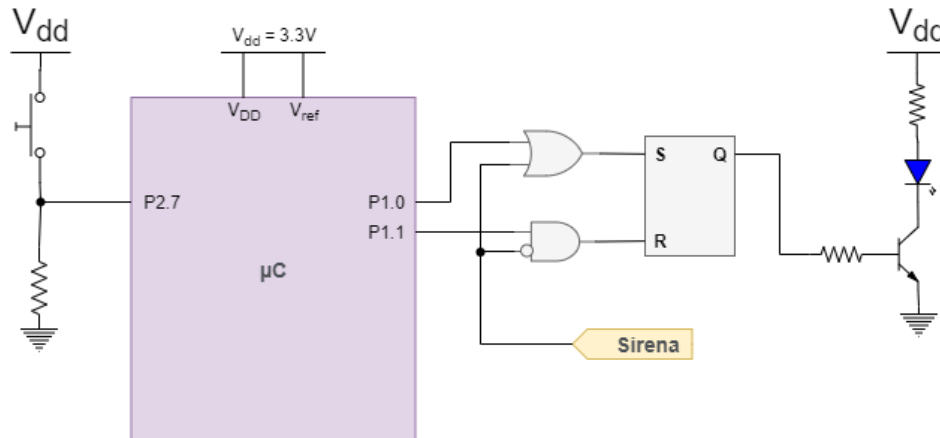 Vdd
Vdd = 3.3V
Vdd
VDD
Vref
P2.7
P1.0
P1.1
µC
S
Q
R
Sirena